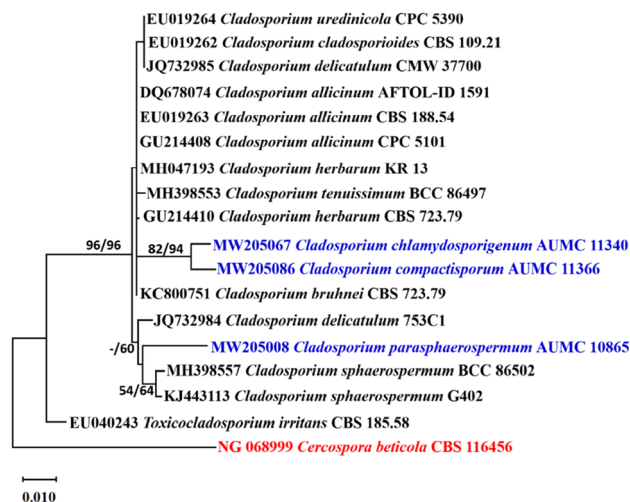 EU019264 Cladosporium uredinicola CPC 5390
EU019262 Cladosporium cladosporioides CBS 109.21
JQ732985 Cladosporium delicatulum CMW 37700
DQ678074 Cladosporium allicinum AFTOL-ID 1591
EU019263 Cladosporium allicinum CBS 188.54
GU214408 Cladosporium allicinum CPC 5101
MH047193 Cladosporium herbarum KR 13
MH398553 Cladosporium tenuissimum BCC 86497
GU214410 Cladosporium herbarum CBS 723.79
96/96
82/94
MW205067 Cladosporium chlamydosporigenum AUMC 11340
MW205086 Cladosporium compactisporum AUMC 11366
KC800751 Cladosporium bruhnei CBS 723.79
JQ732984 Cladosporium delicatulum 753C1
-/60
MW205008 Cladosporium parasphaerospermum AUMC 10865
MH398557 Cladosporium sphaerospermum BCC 86502
54/64
KJ443113 Cladosporium sphaerospermum G402
EU040243 Toxicocladosporium irritans CBS 185.58
NG 068999 Cercospora beticola CBS 116456
0.010